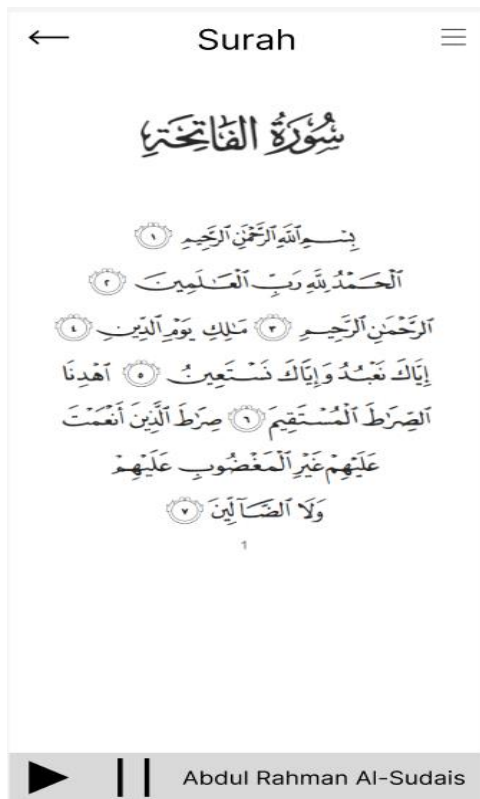 Surah
سُورَةُ الفَاتِحَةِ
بِسْمِ ٱللَّهِ ٱلرَّحْمَٰنِ ٱلرَّحِيمِ ١
ٱلْحَمْدُ لِلَّهِ رَبِّ ٱلْعَٰلَمِينَ ٢
ٱلرَّحْمَٰنِ ٱلرَّحِيمِ ٣ مَٰلِكِ يَوْمِ ٱلدِّينِ ٤
إِيَّاكَ نَعْبُدُ وَإِيَّاكَ نَسْتَعِينُ ٥ ٱهْدِنَا
ٱلصِّرَٰطَ ٱلْمُسْتَقِيمَ ٦ صِرَٰطَ ٱلَّذِينَ أَنْعَمْتَ
عَلَيْهِمْ غَيْرِ ٱلْمَغْضُوبِ عَلَيْهِمْ
وَلَا ٱلضَّآلِّينَ ٧
1
Abdul Rahman Al-Sudais